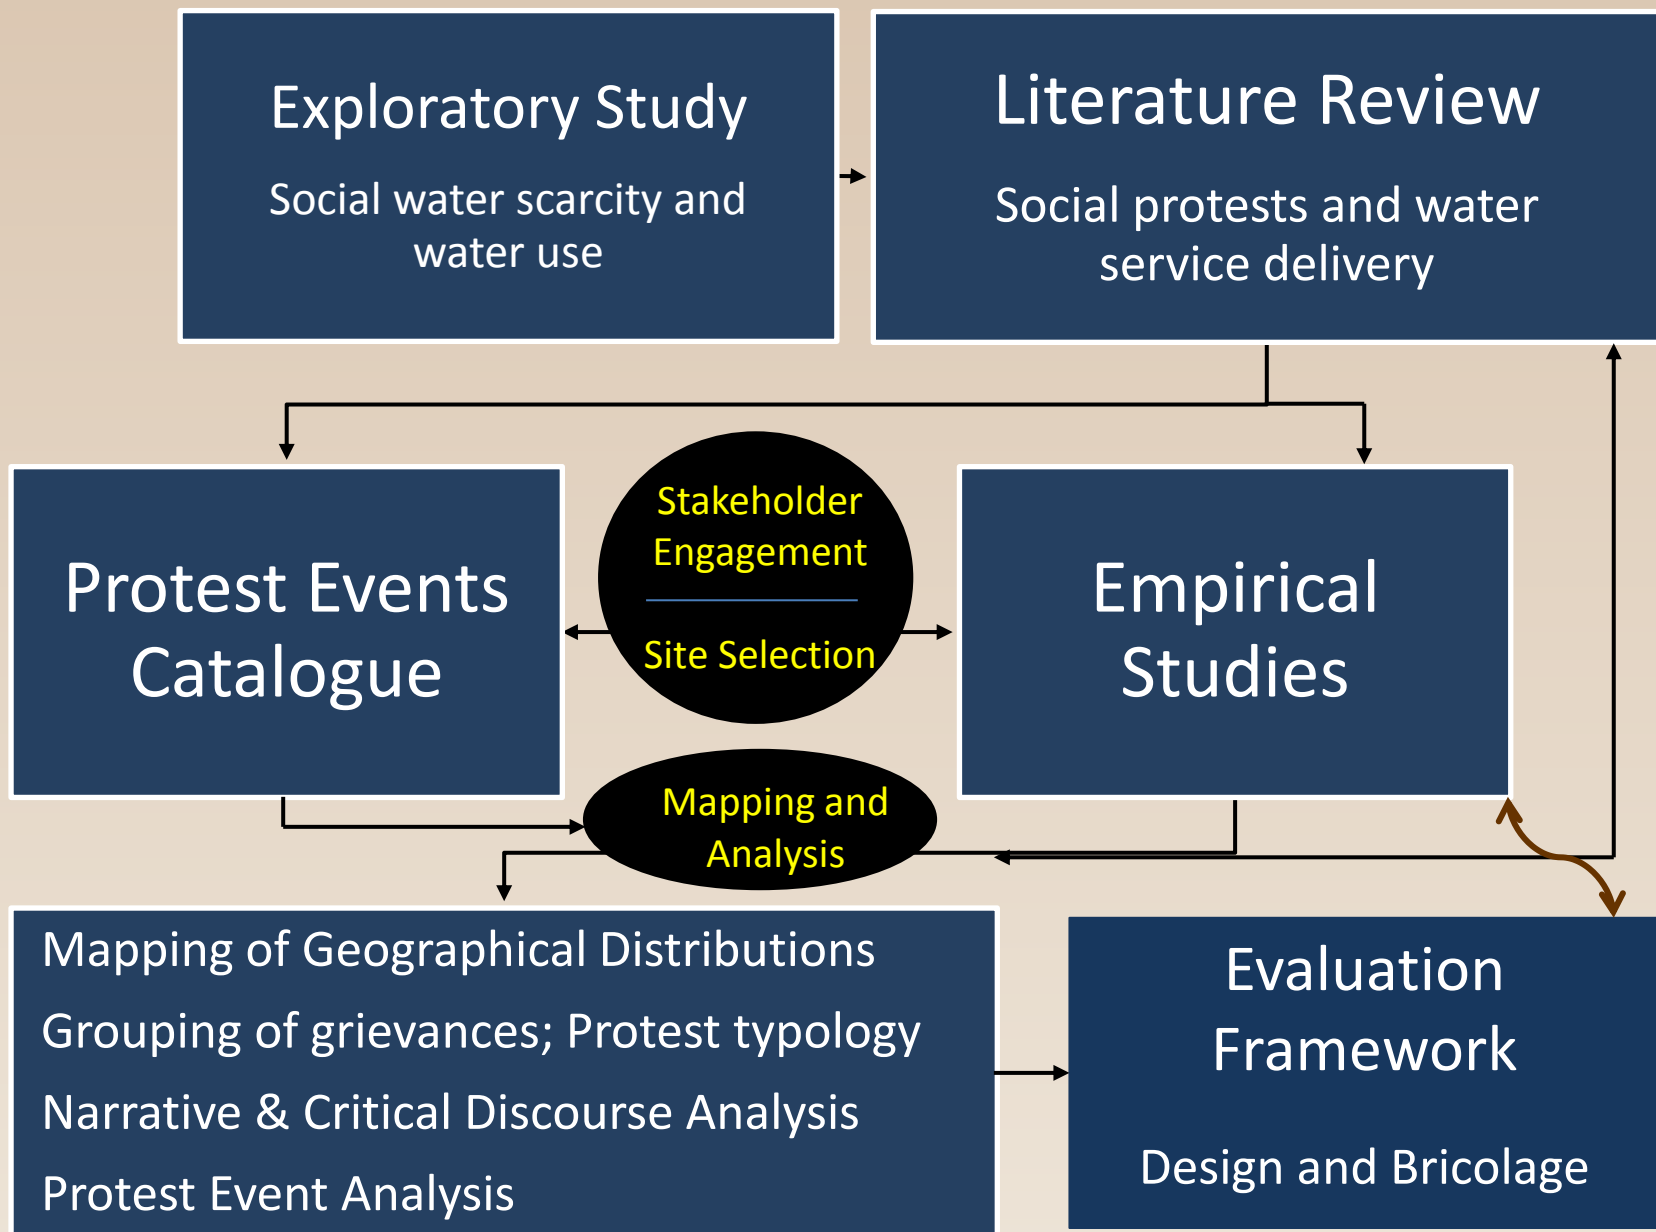 Exploratory Study
Social water scarcity and
water use
Literature Review
Social protests and water
service delivery
Protest Events
Catalogue
Stakeholder
Engagement
Site Selection
Empirical
Studies
Mapping and
Analysis
Mapping of Geographical Distributions
Grouping of grievances; Protest typology
Narrative & Critical Discourse Analysis
Protest Event Analysis
Evaluation
Framework
Design and Bricolage